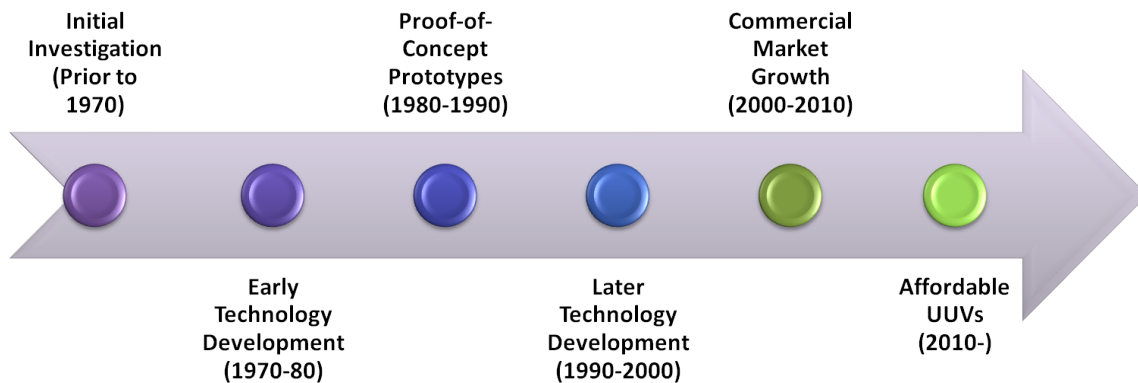 Initial
Investigation
(Prior to
1970)
Early
Technology
Development
(1970-80)
Proof-of-
Concept
Prototypes
(1980-1990)
Later
Technology
Development
(1990-2000)
Commercial
Market
Growth
(2000-2010)
Affordable
UUVs
(2010-)